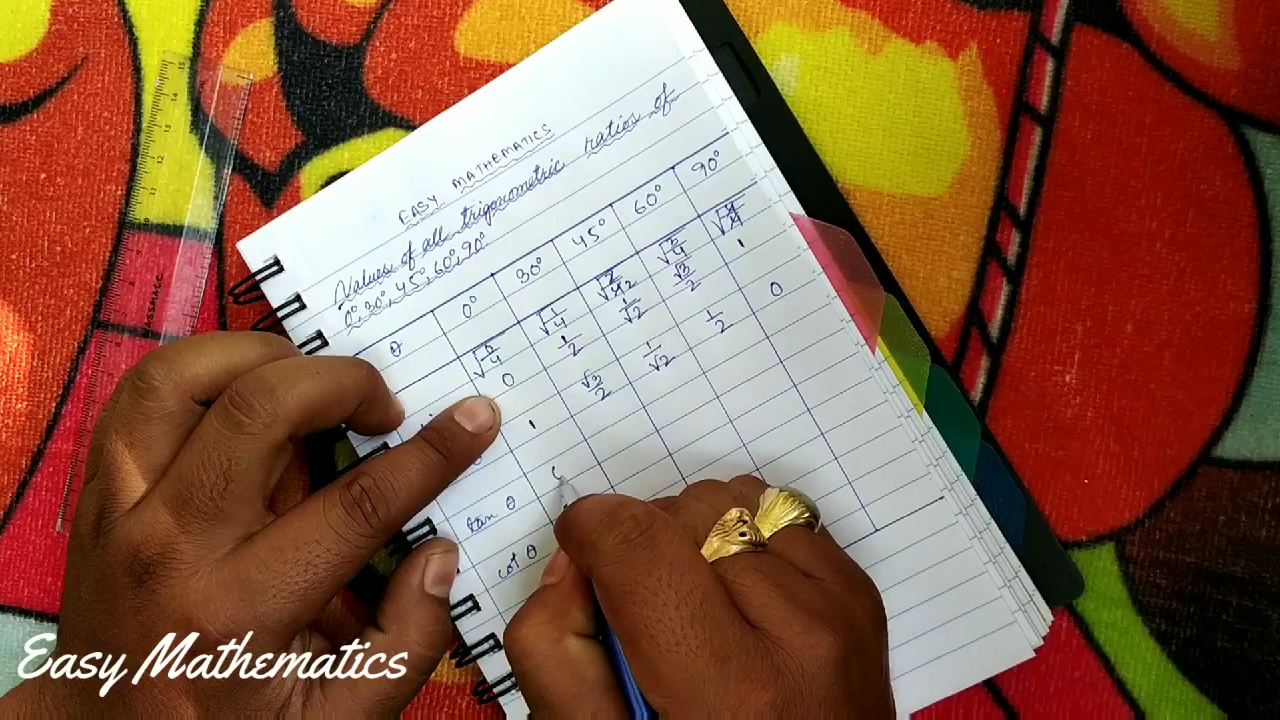 EASY MATHEMATICS
Values of all trigonometric ratios of
0°, 30°, 45°, 60°, 90°
θ 0° 30° 45° 60° 90°
√0/4 √1/4 √2/4 2 √3/4 √4/4
0 1/2 1/√2 √3/2 1
1 √3/2 1/√2 1/2 0
tan θ
cot θ
Easy Mathematics